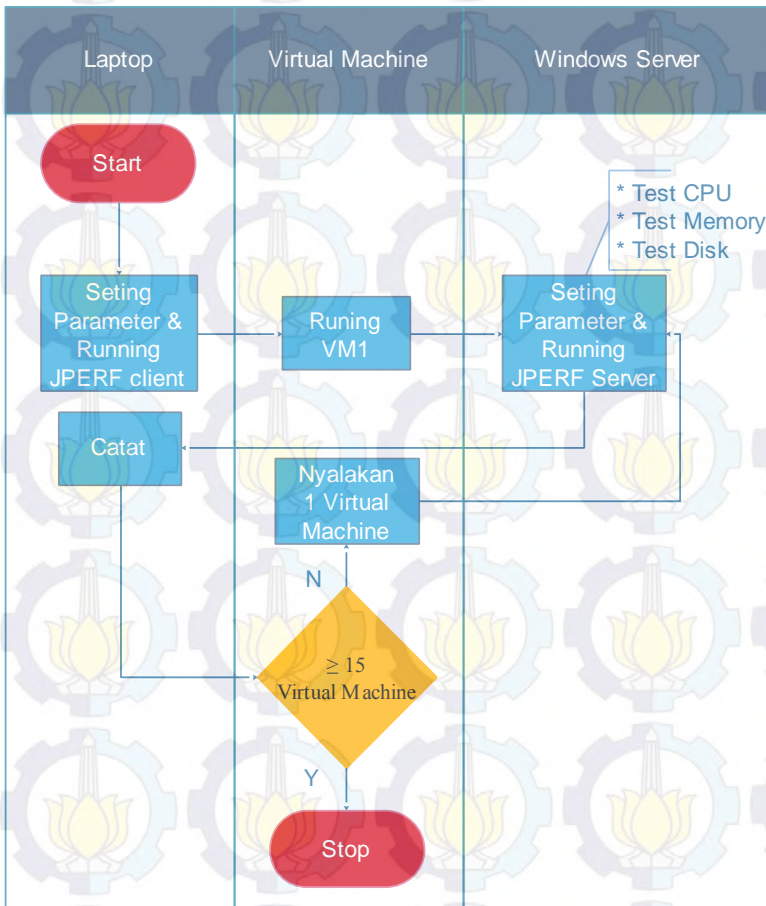 Laptop
Virtual Machine
Windows Server
Start
* Test CPU
* Test Memory
* Test Disk
Seting
Parameter &
Running
JPERF client
Runing
VM1
Seting
Parameter &
Running
JPERF Server
Catat
Nyalakan
1 Virtual
Machine
N
≥ 15
Virtual Machine
Y
Stop